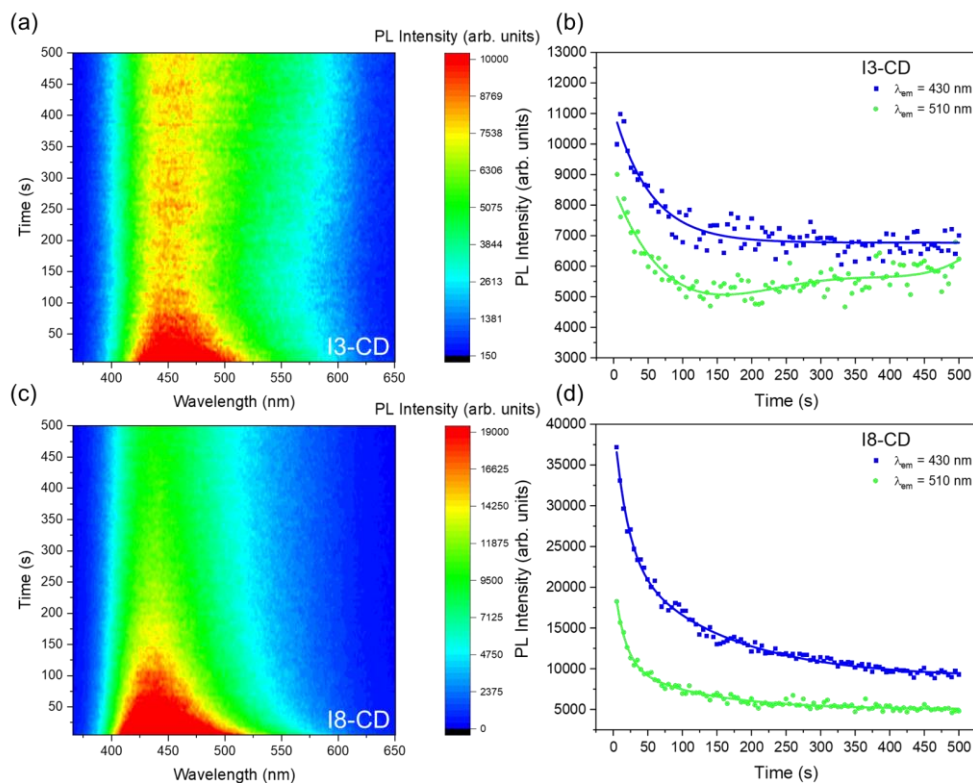 (a)
PL Intensity (arb. units)
500
450
400
350
300
250
200
150
100
50
Time (s)
400
450
500
550
600
650
Wavelength (nm)
I3-CD
10000
8769
7538
6306
5075
3844
2613
1381
150
(b)
PL Intensity (arb. units)
13000
12000
11000
10000
9000
8000
7000
6000
5000
4000
3000
0 50 100 150 200 250 300 350 400 450 500
Time (s)
I3-CD
λem = 430 nm
λem = 510 nm
(c)
PL Intensity (arb. units)
500
450
400
350
300
250
200
150
100
50
Time (s)
400
450
500
550
600
650
Wavelength (nm)
I8-CD
19000
16625
14250
11875
9500
7125
4750
2375
0
(d)
PL Intensity (arb. units)
40000
35000
30000
25000
20000
15000
10000
5000
0 50 100 150 200 250 300 350 400 450 500
Time (s)
I8-CD
λem = 430 nm
λem = 510 nm